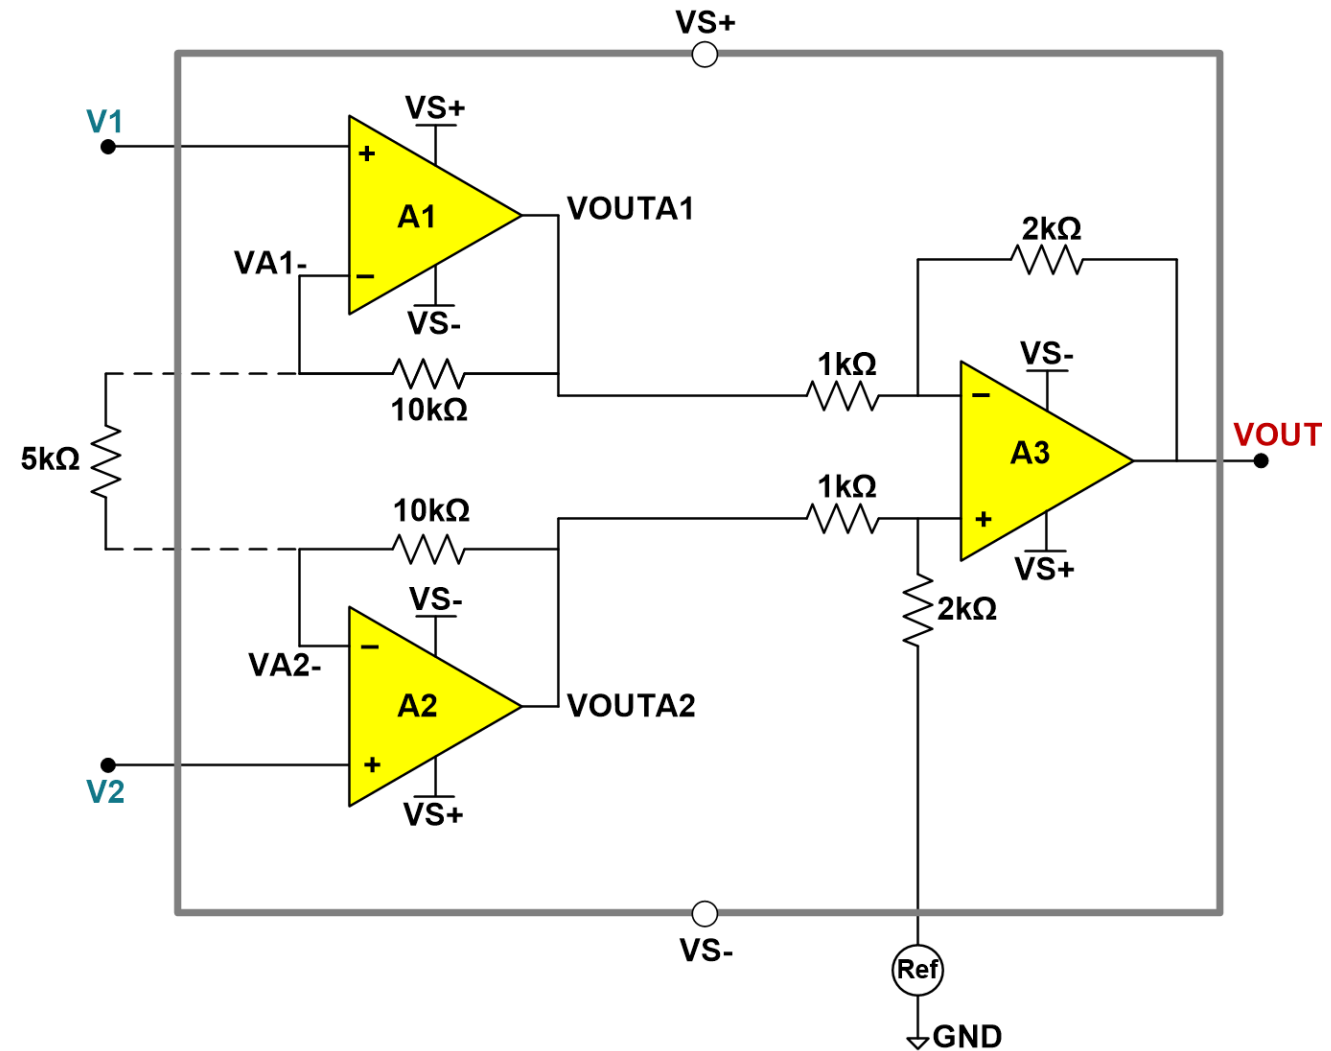 VS+
V1
VS+
+
A1
VOUTA1
VA1-
−
VS-
2kΩ
10kΩ
1kΩ
VS-
−
5kΩ
A3
VOUT
10kΩ
1kΩ
+
VS+
VS-
2kΩ
−
VA2-
A2
VOUTA2
+
V2
VS+
VS-
Ref
GND